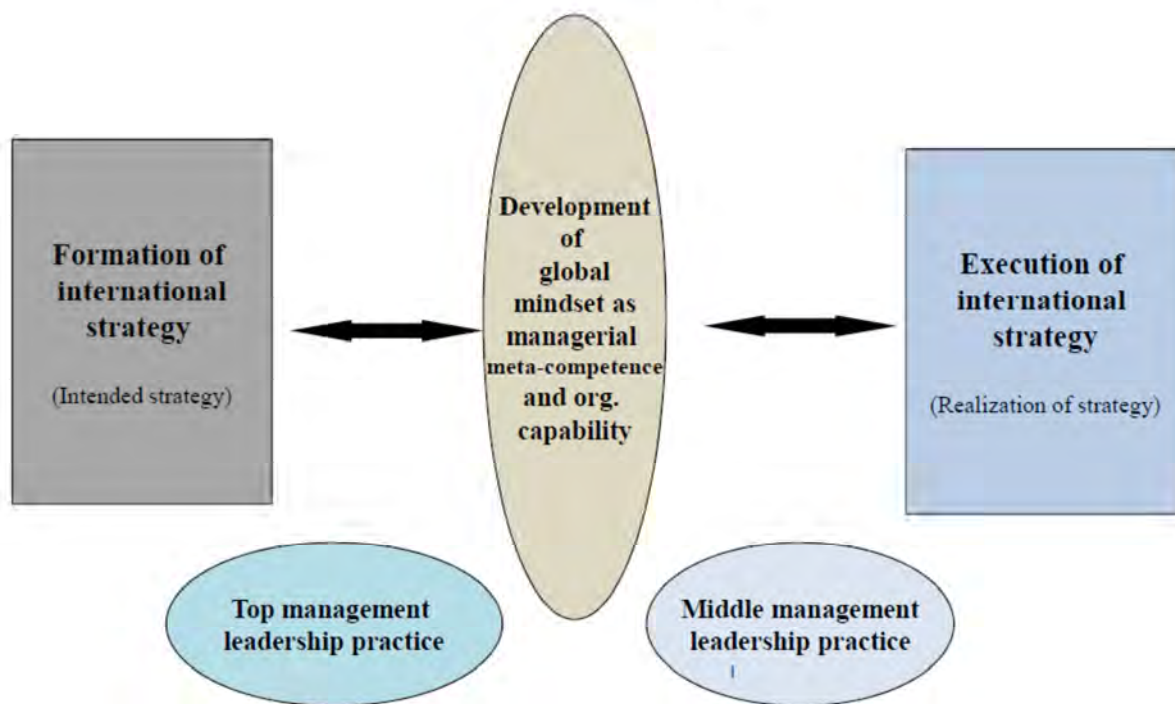 Formation of
international
strategy
(Intended strategy)
Development
of
global
mindset as
managerial
meta-competence
and org.
capability
Execution of
international
strategy
(Realization of strategy)
Top management
leadership practice
Middle management
leadership practice